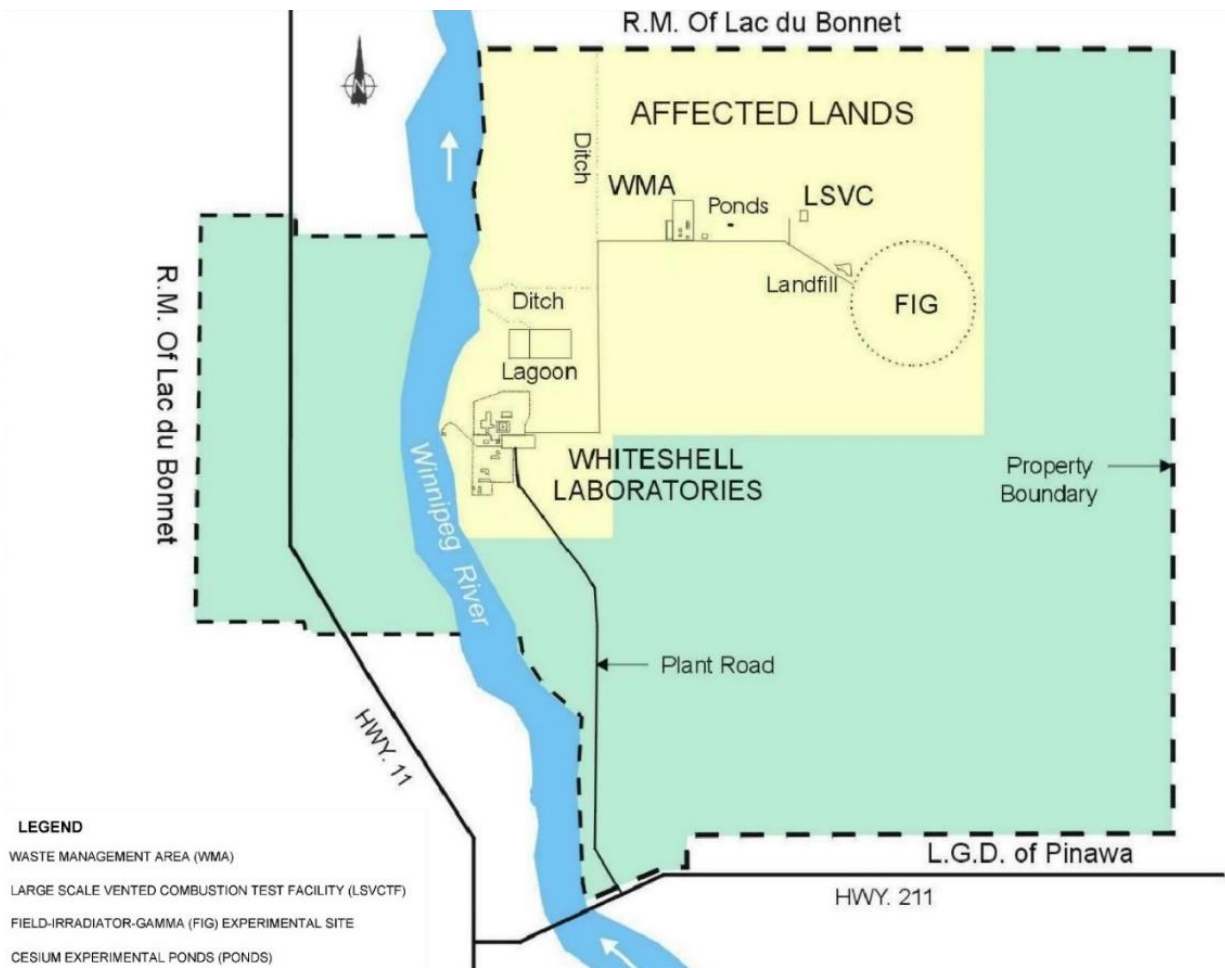 R.M. Of Lac du Bonnet
N
AFFECTED LANDS
Ditch
WMA
Ponds
LSVC
R.M. Of Lac du Bonnet
Landfill
FIG
Ditch
Lagoon
Winnipeg River
WHITESHELL
LABORATORIES
Property
Boundary
Plant Road
HWY. 11
L.G.D. of Pinawa
HWY. 211
LEGEND
WASTE MANAGEMENT AREA (WMA)
LARGE SCALE VENTED COMBUSTION TEST FACILITY (LSVCTF)
FIELD-IRRADIATOR-GAMMA (FIG) EXPERIMENTAL SITE
CESIUM EXPERIMENTAL PONDS (PONDS)